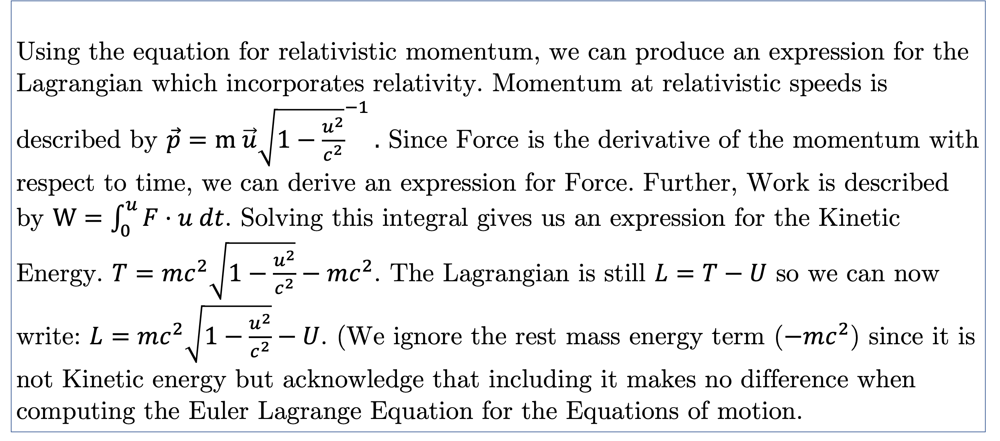 Using the equation for relativistic momentum, we can produce an expression for the
Lagrangian which incorporates relativity. Momentum at relativistic speeds is
described by $\vec{p} = \mathrm{m}\,\vec{u}\sqrt{1 - \frac{u^2}{c^2}}^{-1}$. Since Force is the derivative of the momentum with
respect to time, we can derive an expression for Force. Further, Work is described
by $W = \int_0^u F \cdot u \, dt$. Solving this integral gives us an expression for the Kinetic
Energy. $T = mc^2\sqrt{1 - \frac{u^2}{c^2}} - mc^2$. The Lagrangian is still $L = T - U$ so we can now
write: $L = mc^2\sqrt{1 - \frac{u^2}{c^2}} - U$. (We ignore the rest mass energy term $(-mc^2)$ since it is
not Kinetic energy but acknowledge that including it makes no difference when
computing the Euler Lagrange Equation for the Equations of motion.